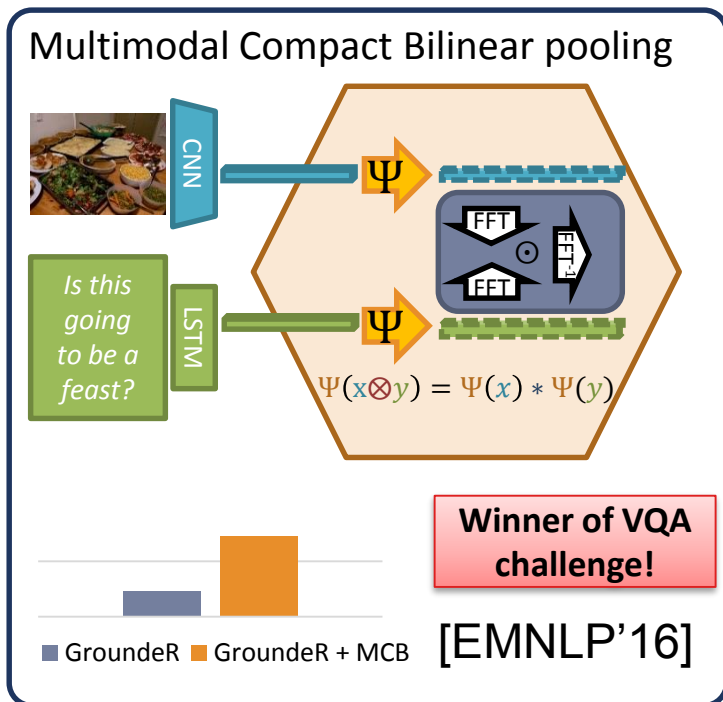 Multimodal Compact Bilinear pooling
CNN
Ψ
FFT
⊙
FFT
FFT⁻¹
Is this
going
to be a
feast?
LSTM
Ψ
Ψ(x⊗y) = Ψ(x) * Ψ(y)
Winner of VQA
challenge!
GroundeR
GroundeR + MCB
[EMNLP'16]